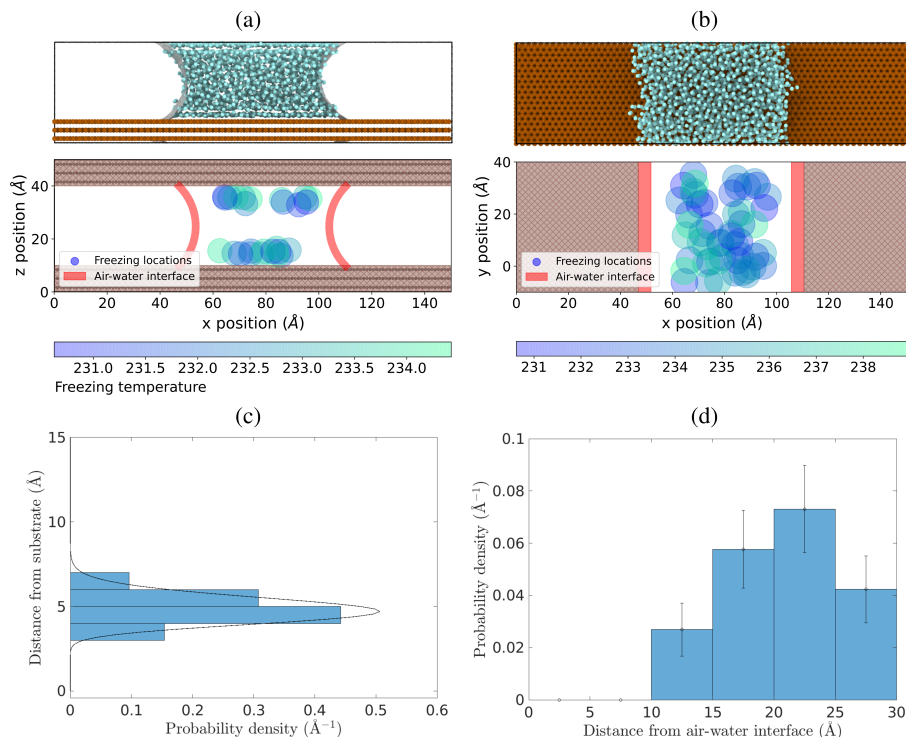 (a)
(b)
z position (Å)
40
20
0
Freezing locations
Air-water interface
0 20 40 60 80 100 120 140
x position (Å)
y position (Å)
40
20
0
Freezing locations
Air-water interface
0 20 40 60 80 100 120 140
x position (Å)
231.0 231.5 232.0 232.5 233.0 233.5 234.0
Freezing temperature
231 232 233 234 235 236 237 238
(c)
(d)
Distance from substrate (Å)
15
10
5
0
0 0.1 0.2 0.3 0.4 0.5 0.6
Probability density (Å⁻¹)
Probability density (Å⁻¹)
0.1
0.08
0.06
0.04
0.02
0
0 5 10 15 20 25 30
Distance from air-water interface (Å)